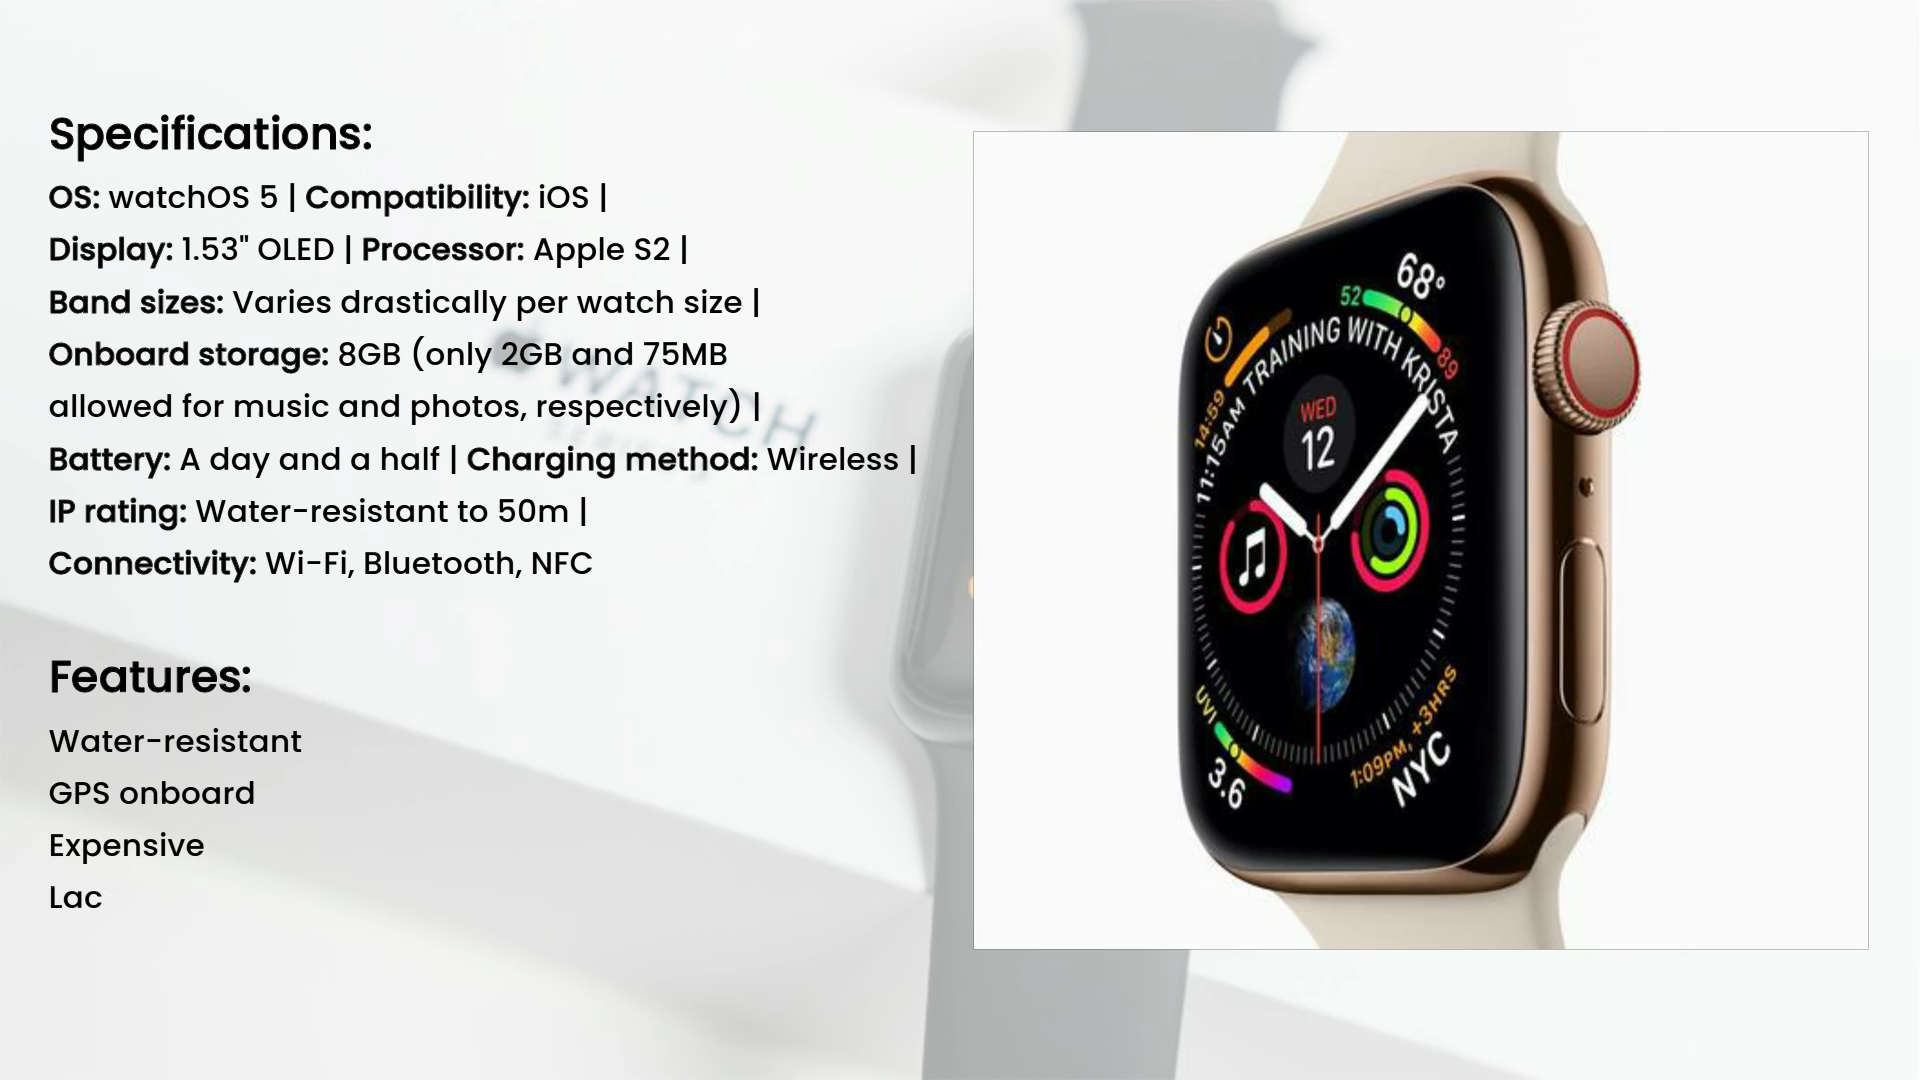 Specifications:
OS: watchOS 5 | Compatibility: iOS |
Display: 1.53" OLED | Processor: Apple S2 |
Band sizes: Varies drastically per watch size |
Onboard storage: 8GB (only 2GB and 75MB
allowed for music and photos, respectively) |
Battery: A day and a half | Charging method: Wireless |
IP rating: Water-resistant to 50m |
Connectivity: Wi-Fi, Bluetooth, NFC
Features:
Water-resistant
GPS onboard
Expensive
Lac
WATCH
68°
52
89
14:59
11:15AM TRAINING WITH KRISTA
WED
12
UVI
3.6
1:09PM, +3HRS
NYC